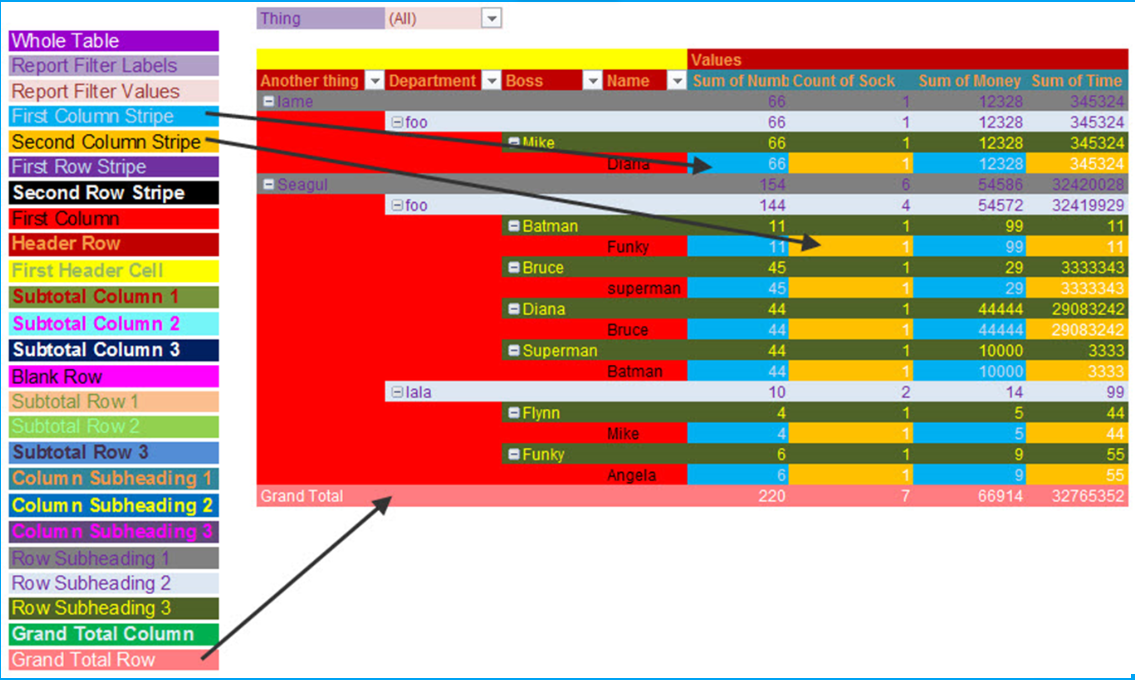 Thing (All)
Whole Table
Report Filter Labels
Report Filter Values
First Column Stripe
Second Column Stripe
First Row Stripe
Second Row Stripe
First Column
Header Row
First Header Cell
Subtotal Column 1
Subtotal Column 2
Subtotal Column 3
Blank Row
Subtotal Row 1
Subtotal Row 2
Subtotal Row 3
Column Subheading 1
Column Subheading 2
Column Subheading 3
Row Subheading 1
Row Subheading 2
Row Subheading 3
Grand Total Column
Grand Total Row
Values
Another thing Department Boss Name Sum of Numb Count of Sock Sum of Money Sum of Time
lame 66 1 12328 345324
foo 66 1 12328 345324
Mike 66 1 12328 345324
Diana 66 1 12328 345324
Seagul 154 6 54586 32420028
foo 144 4 54572 32419929
Batman 11 1 99 11
Funky 11 1 99 11
Bruce 45 1 29 3333343
superman 45 1 29 3333343
Diana 44 1 44444 29083242
Bruce 44 1 44444 29083242
Superman 44 1 10000 3333
Batman 44 1 10000 3333
lala 10 2 14 99
Flynn 4 1 5 44
Mike 4 1 5 44
Funky 6 1 9 55
Angela 6 1 9 55
Grand Total 220 7 66914 32765352